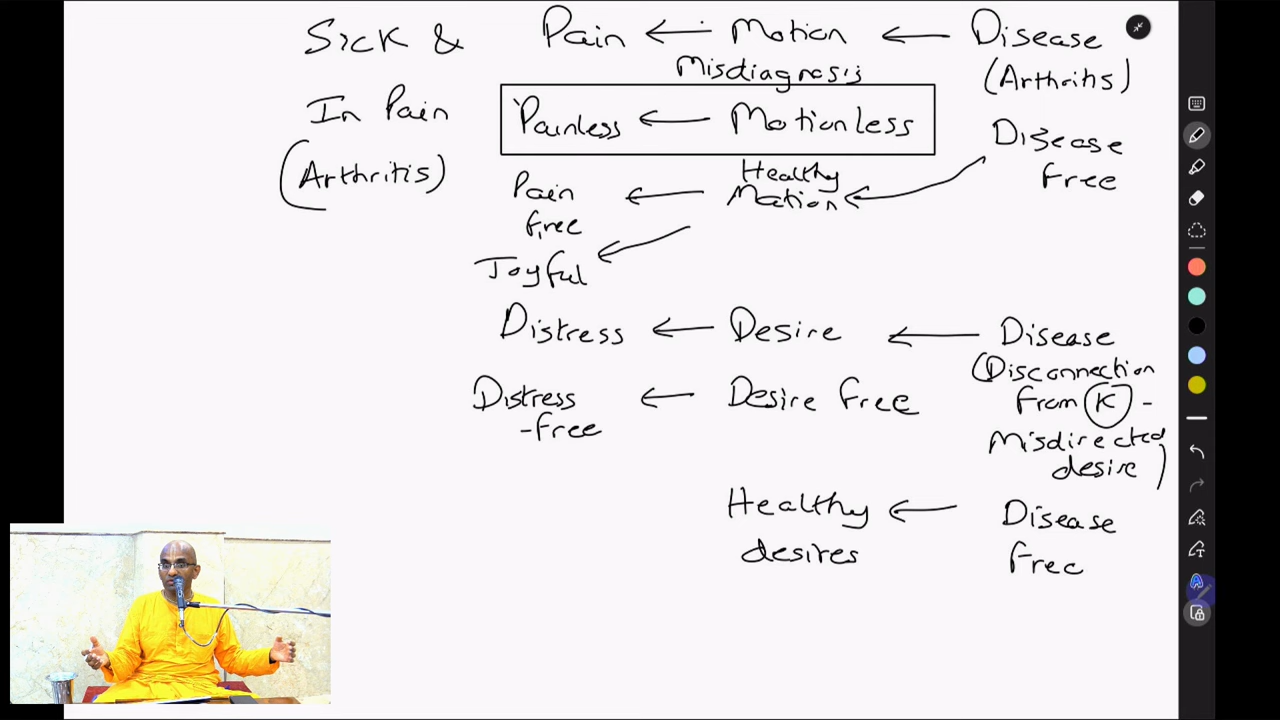 Sick & Pain ← Motion ← Disease
Misdiagnosis (Arthritis)
In Pain Painless ← Motionless Disease
(Arthritis) Healthy Free
Pain ← Motion
free
Joyful
Distress ← Desire ← Disease
(Disconnection
Distress ← Desire free from K -
-free Misdirected
desire)
Healthy ← Disease
desires Free